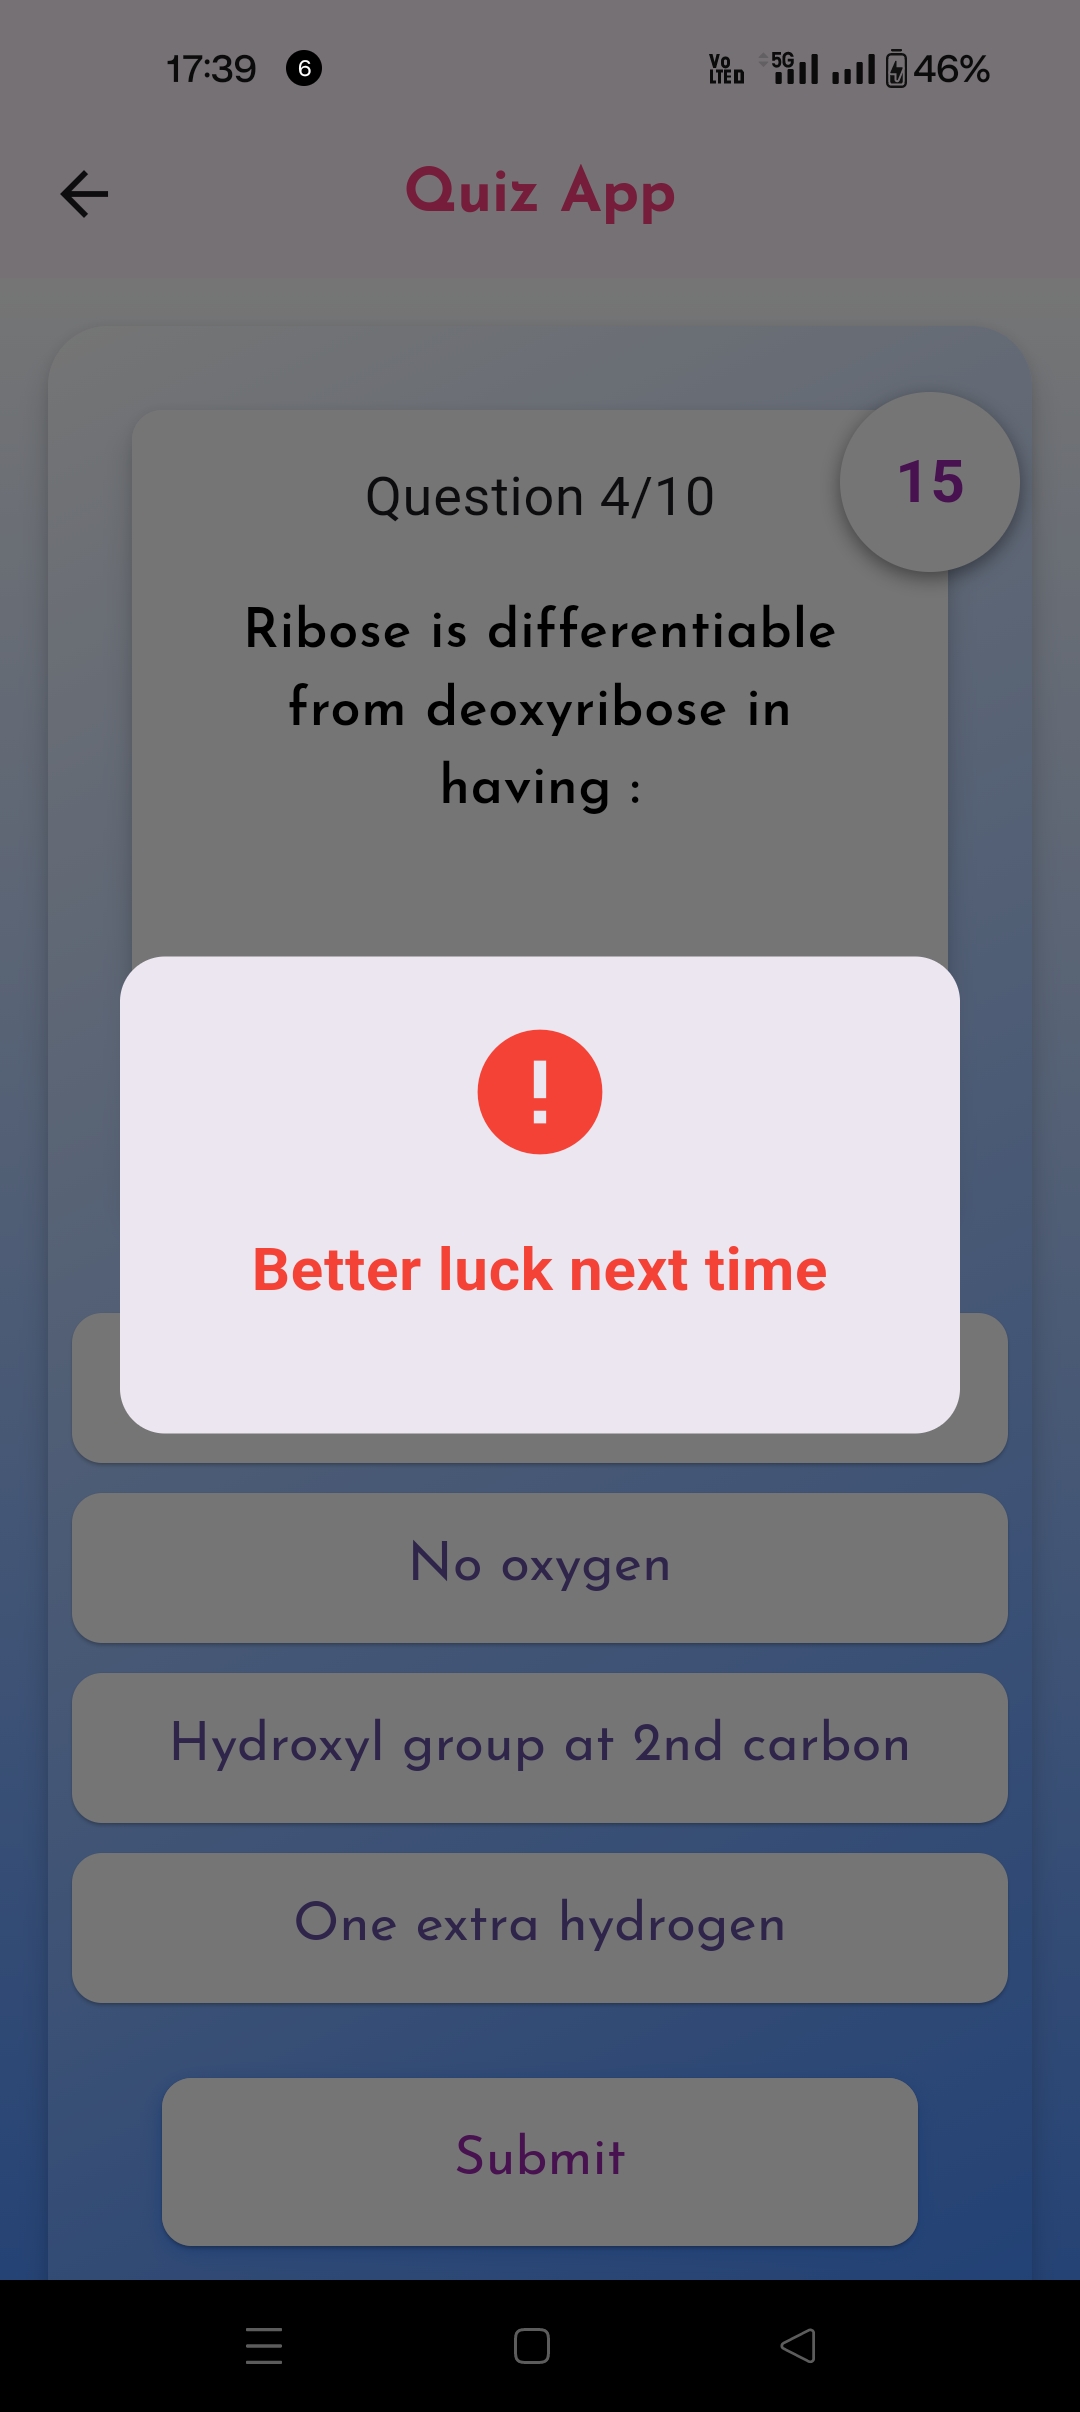 17:39 6 Vo LTE D 5G 46%
Quiz App
15
Question 4/10
Ribose is differentiable
from deoxyribose in
having :
Better luck next time
No oxygen
Hydroxyl group at 2nd carbon
One extra hydrogen
Submit